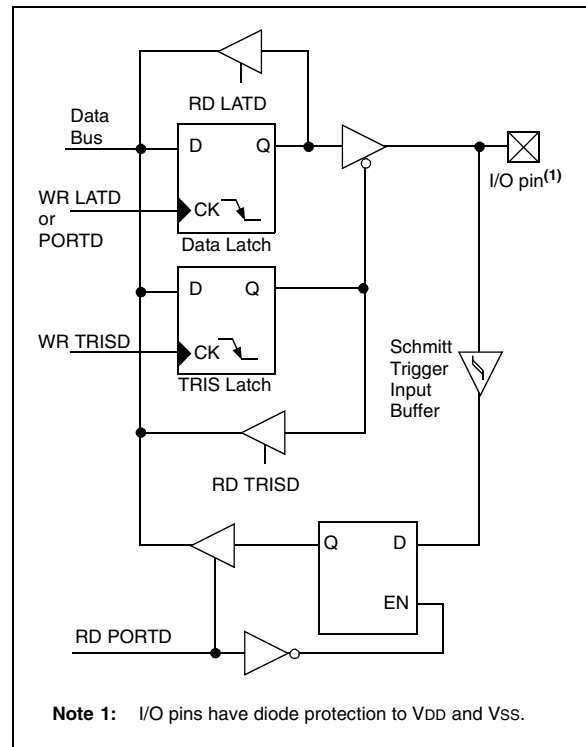 RD LATD
Data
Bus
D Q
I/O pin(1)
WR LATD
or
PORTD
CK
Data Latch
D Q
WR TRISD
CK
TRIS Latch
Schmitt
Trigger
Input
Buffer
RD TRISD
Q D
EN
RD PORTD
Note 1: I/O pins have diode protection to VDD and VSS.